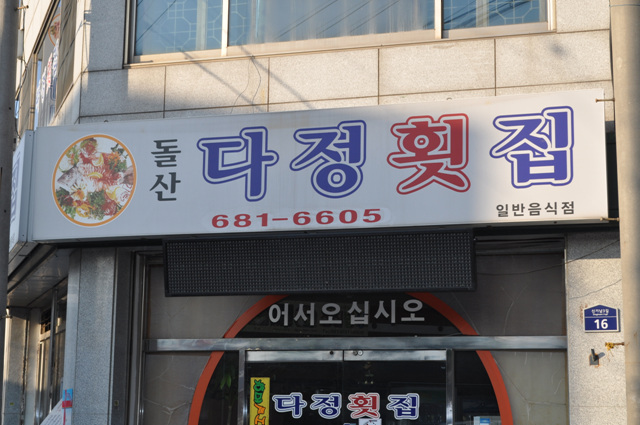 돌산 다정횟집
681-6605
일반음식점
어서오십시오
16
다정횟집